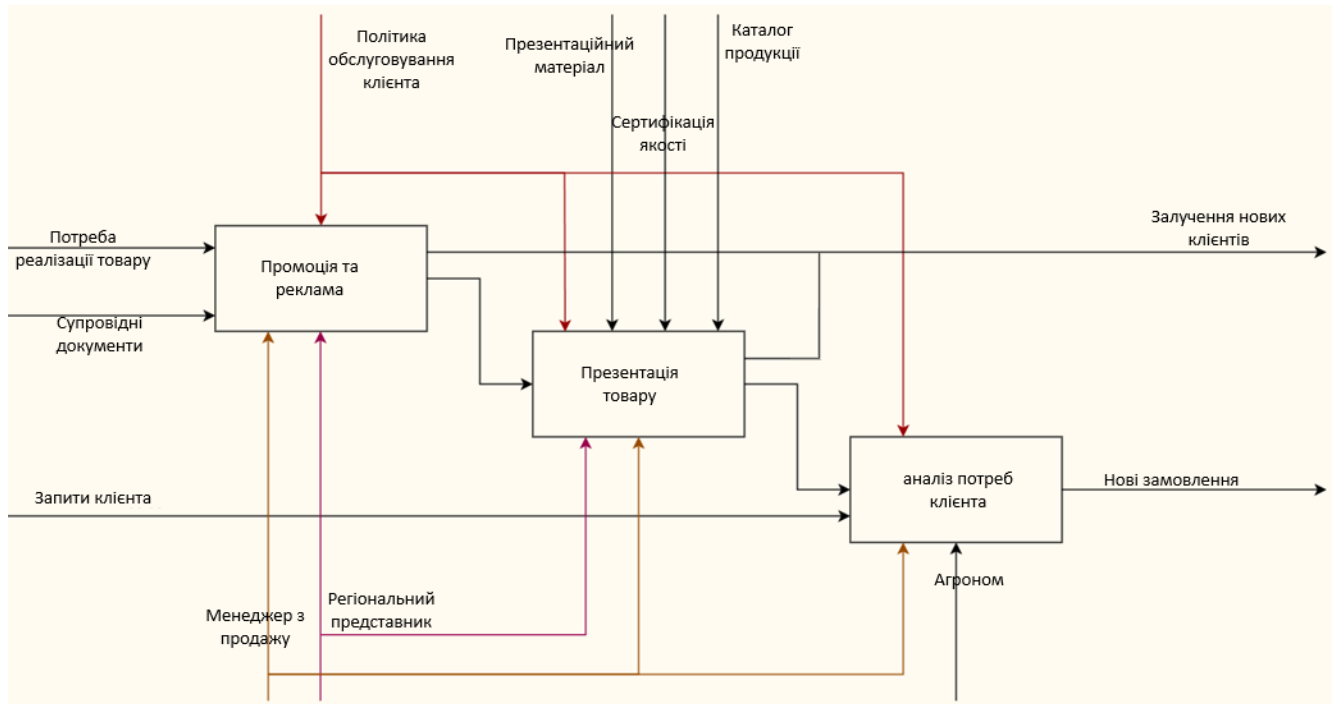 Політика
обслуговування
клієнта
Презентаційний
матеріал
Каталог
продукції
Сертифікація
якості
Потреба
реалізації товару
Промоція та
реклама
Залучення нових
клієнтів
Супровідні
документи
Презентація
товару
Запити клієнта
аналіз потреб
клієнта
Нові замовлення
Агроном
Менеджер з
продажу
Регіональний
представник